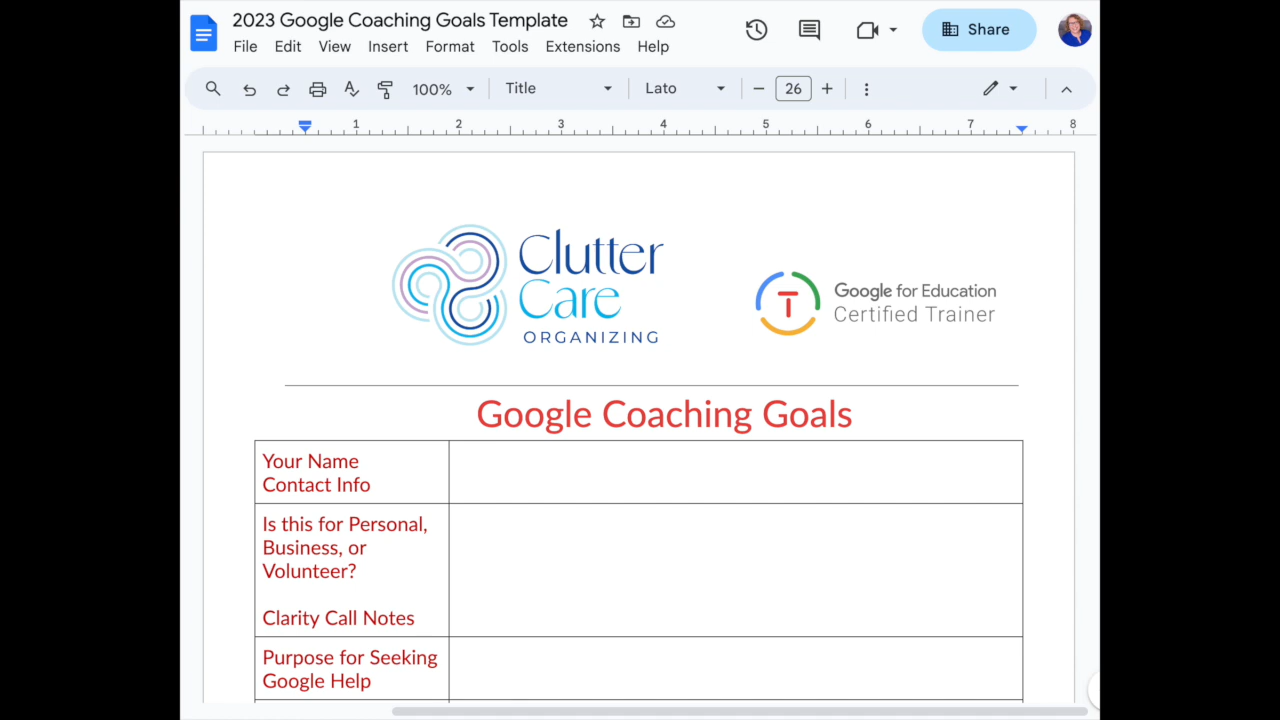 2023 Google Coaching Goals Template
File Edit View Insert Format Tools Extensions Help
Share
100% Title Lato 26
1 2 3 4 5 6 7 8
Clutter
Care
ORGANIZING
T
Google for Education
Certified Trainer
Google Coaching Goals
Your Name
Contact Info
Is this for Personal,
Business, or
Volunteer?
Clarity Call Notes
Purpose for Seeking
Google Help